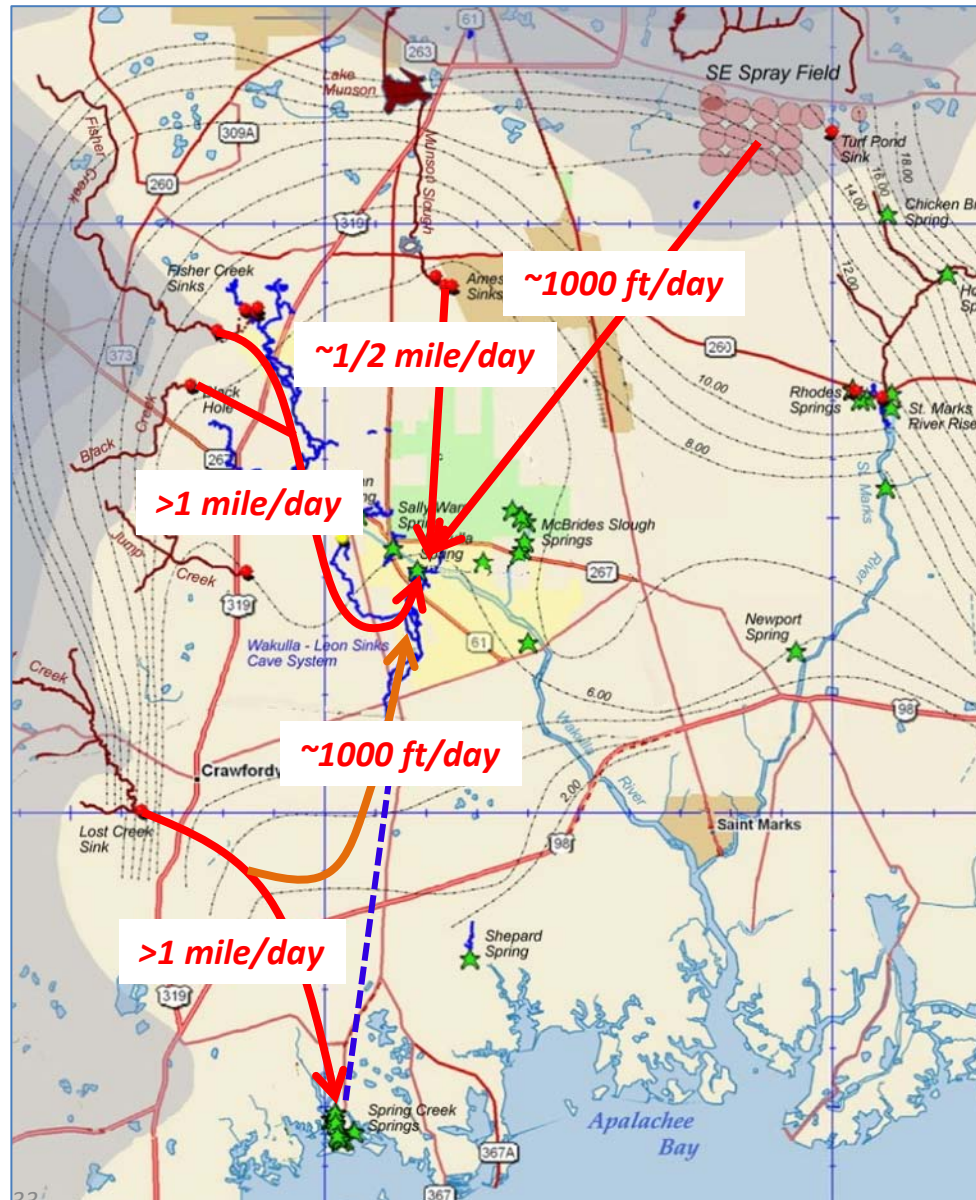 61
263
Lake
Munson
SE Spray Field
309A
Fisher
Creek
Munson Slough
Turf Pond
Sink
260
16.00
18.00
14.00
319
Chicken
Spring
12.00
Fisher Creek
Sinks
Ames
Sinks
~1000 ft/day
~1/2 mile/day
373
260
10.00
Hole
Black
Creek
Rhodes
Springs
St. Marks
River Rise
8.00
>1 mile/day
Sally
McBrides Slough
Springs
St. Marks
River
Jump
Creek
267
319
Newport
Spring
Wakulla - Leon Sinks
Cave System
61
6.00
Creek
98
~1000 ft/day
Wakulla
River
2.00
Lost Creek
Sink
Saint Marks
98
>1 mile/day
Shepard
Spring
319
Spring Creek
Springs
Apalachee
Bay
367A
367